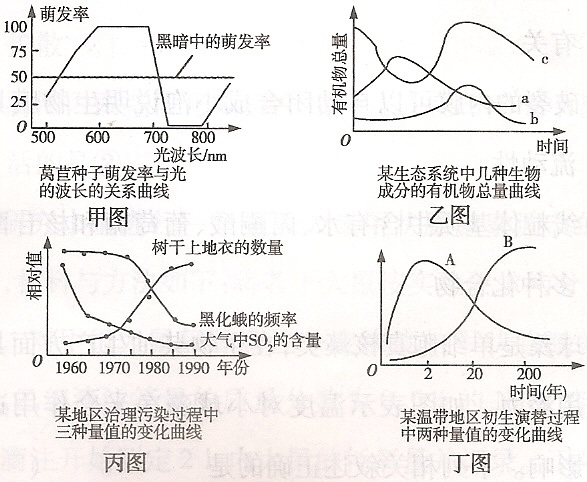 萌发率
100
75
50
25
0
黑暗中的萌发率
500
600
700
800
光波长/nm
莴苣种子萌发率与光
的波长的关系曲线
甲图
有机物总量
c
a
b
O
时间
某生态系统中几种生物
成分的有机物总量曲线
乙图
相对值
树干上地衣的数量
黑化蛾的频率
大气中SO₂的含量
O
1960
1970
1980
1990
年份
某地区治理污染过程中
三种量值的变化曲线
丙图
A
B
O
2
20
200
时间(年)
某温带地区初生演替过程
中两种量值的变化曲线
丁图